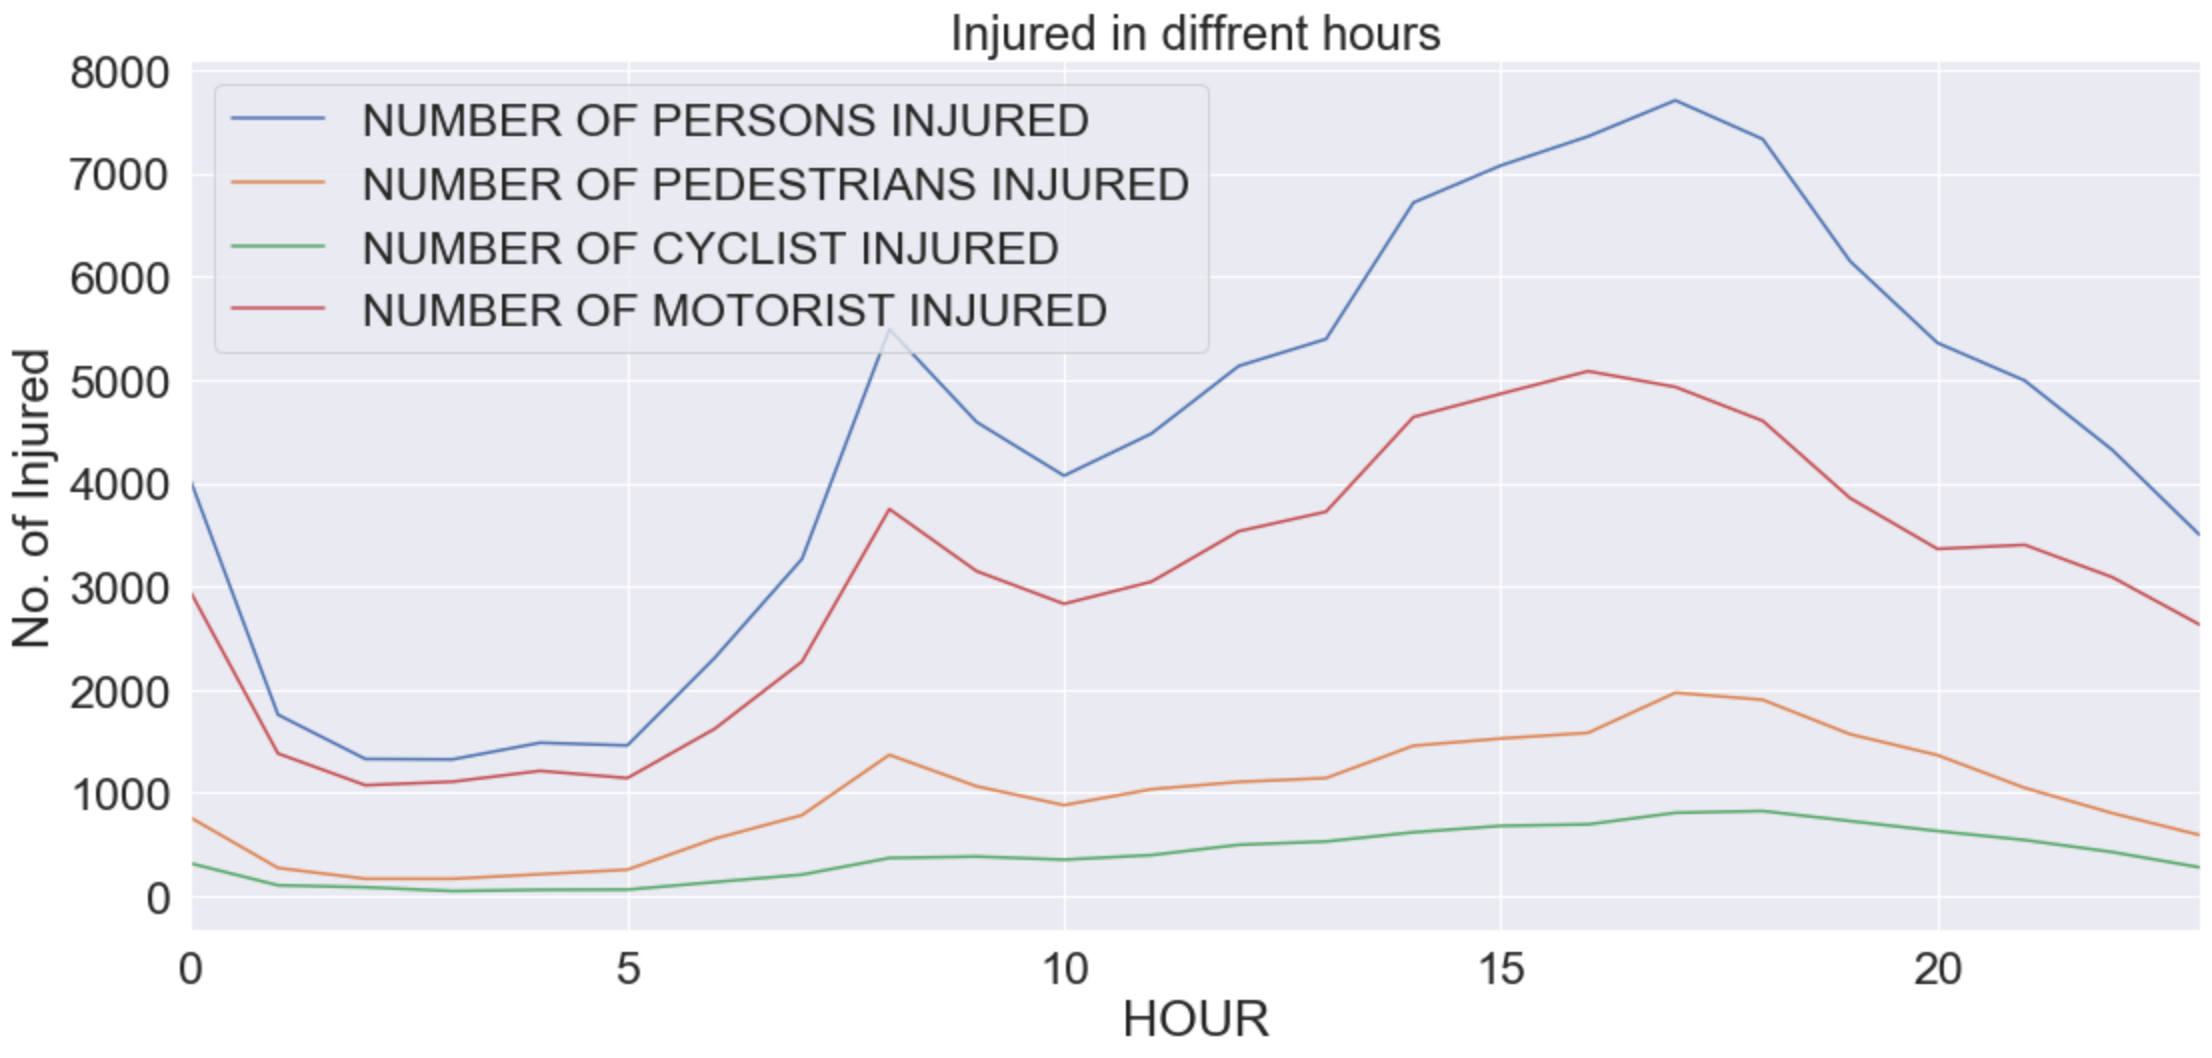 Injured in diffrent hours
8000
7000
6000
5000
4000
3000
2000
1000
0
No. of Injured
NUMBER OF PERSONS INJURED
NUMBER OF PEDESTRIANS INJURED
NUMBER OF CYCLIST INJURED
NUMBER OF MOTORIST INJURED
0 5 10 15 20
HOUR